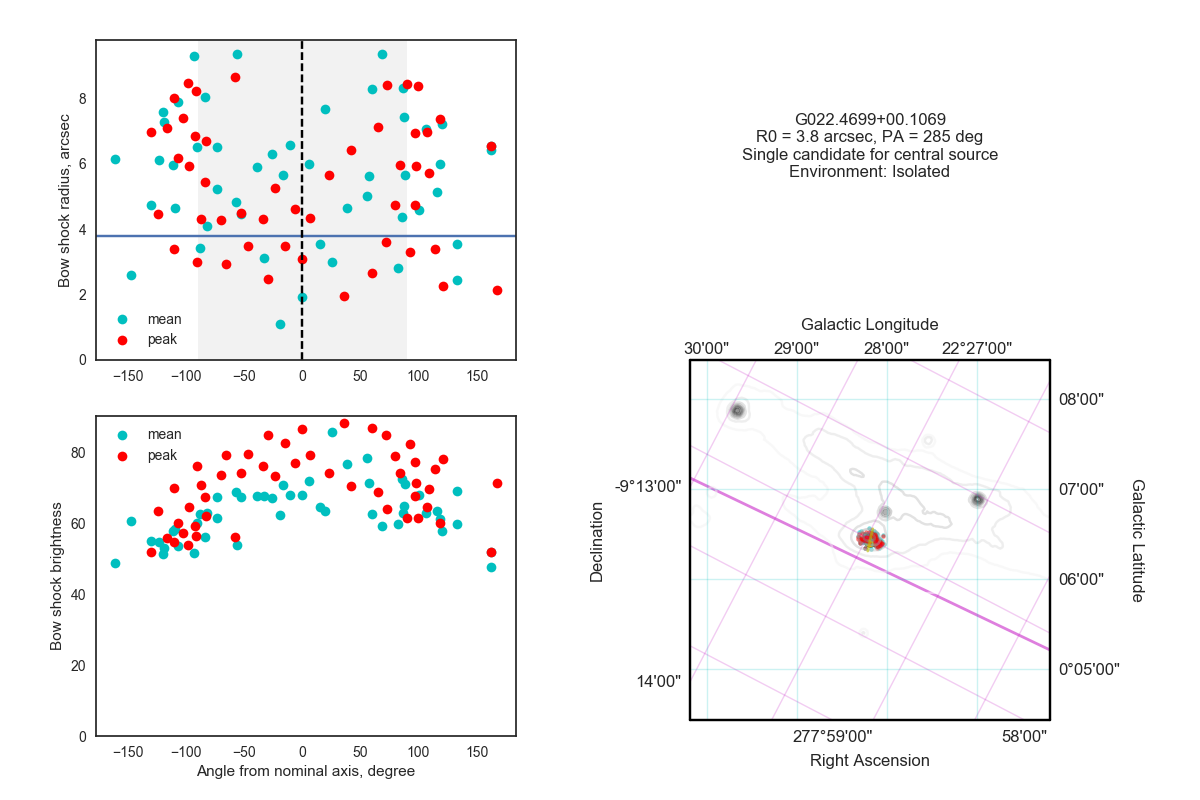 Bow shock radius, arcsec
8
6
4
2
0
mean
peak
−150
−100
−50
0
50
100
150
G022.4699+00.1069
R0 = 3.8 arcsec, PA = 285 deg
Single candidate for central source
Environment: Isolated
Bow shock brightness
80
60
40
20
0
mean
peak
−150
−100
−50
0
50
100
150
Angle from nominal axis, degree
Galactic Longitude
30'00"
29'00"
28'00"
22°27'00"
08'00"
07'00"
06'00"
0°05'00"
Galactic Latitude
-9°13'00"
14'00"
Declination
277°59'00"
58'00"
Right Ascension